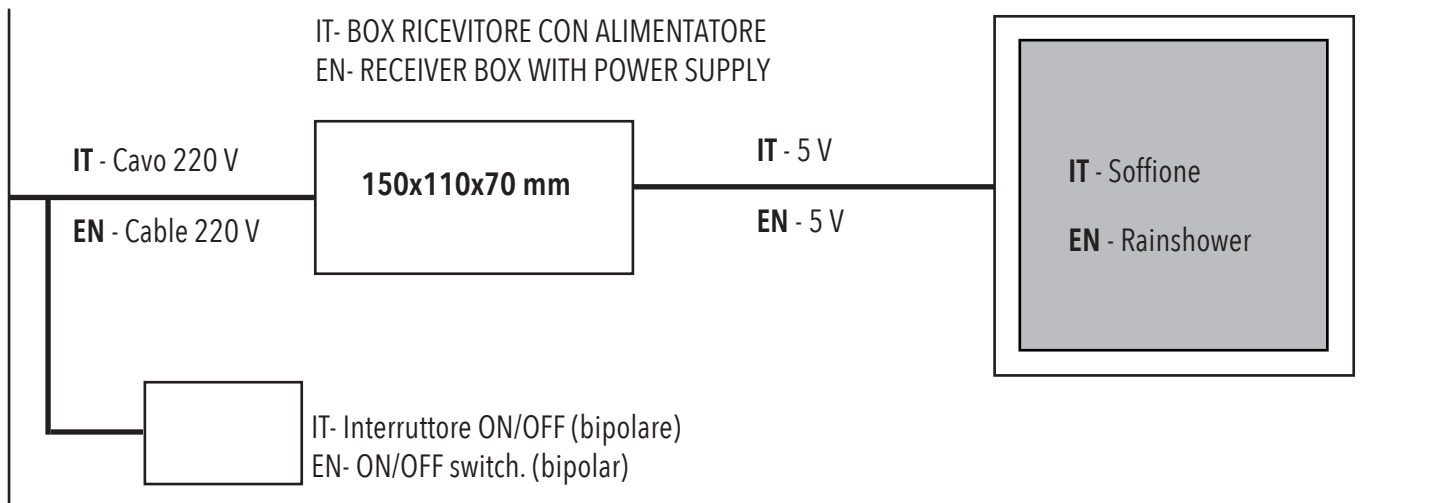 IT- BOX RICEVITORE CON ALIMENTATORE
EN- RECEIVER BOX WITH POWER SUPPLY
IT - Cavo 220 V
EN - Cable 220 V
150x110x70 mm
IT - 5 V
EN - 5 V
IT - Soffione
EN - Rainshower
IT- Interruttore ON/OFF (bipolare)
EN- ON/OFF switch. (bipolar)